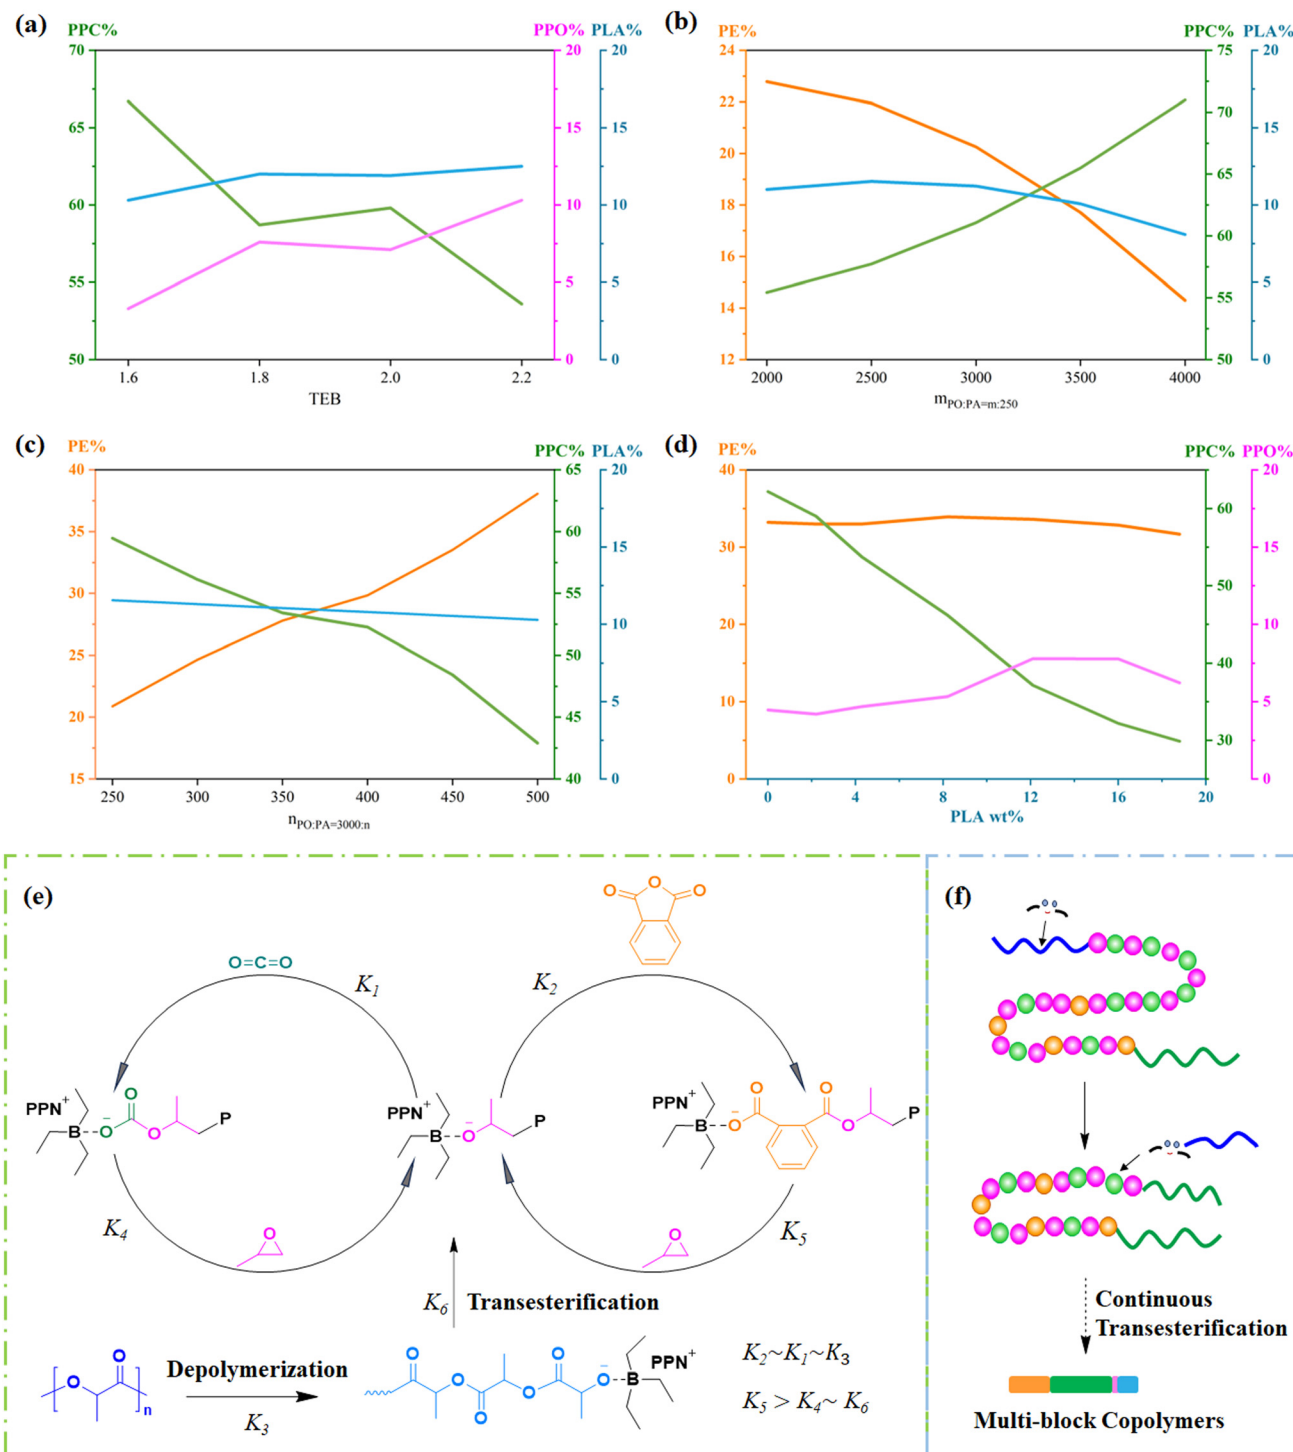 (a)
PPC%
PPO%
PLA%
70
65
60
55
50
20
15
10
5
0
20
15
10
5
0
1.6
1.8
2.0
2.2
TEB
(b)
PE%
PPC%
PLA%
24
22
20
18
16
14
12
75
70
65
60
55
50
20
15
10
5
0
2000
2500
3000
3500
4000
m_PO:PA=m:250
(c)
PE%
PPC%
PLA%
40
35
30
25
20
15
65
60
55
50
45
40
20
15
10
5
0
250
300
350
400
450
500
n_PO:PA=3000:n
(d)
PE%
PPC%
PPO%
40
30
20
10
0
60
50
40
30
20
15
10
5
0
0
4
8
12
16
20
PLA wt%
(e)
O=C=O
K1
K2
O
O
O
PPN+
B
O−
O
O
P
PPN+
B
O−
P
PPN+
B
O−
O
O
O
P
K4
O
O
K5
K6
Transesterification
O
O
n
Depolymerization
K3
O
O
O
O
O
O−
B
PPN+
K2~K1~K3
K5 > K4~ K6
(f)
Continuous
Transesterification
Multi-block Copolymers